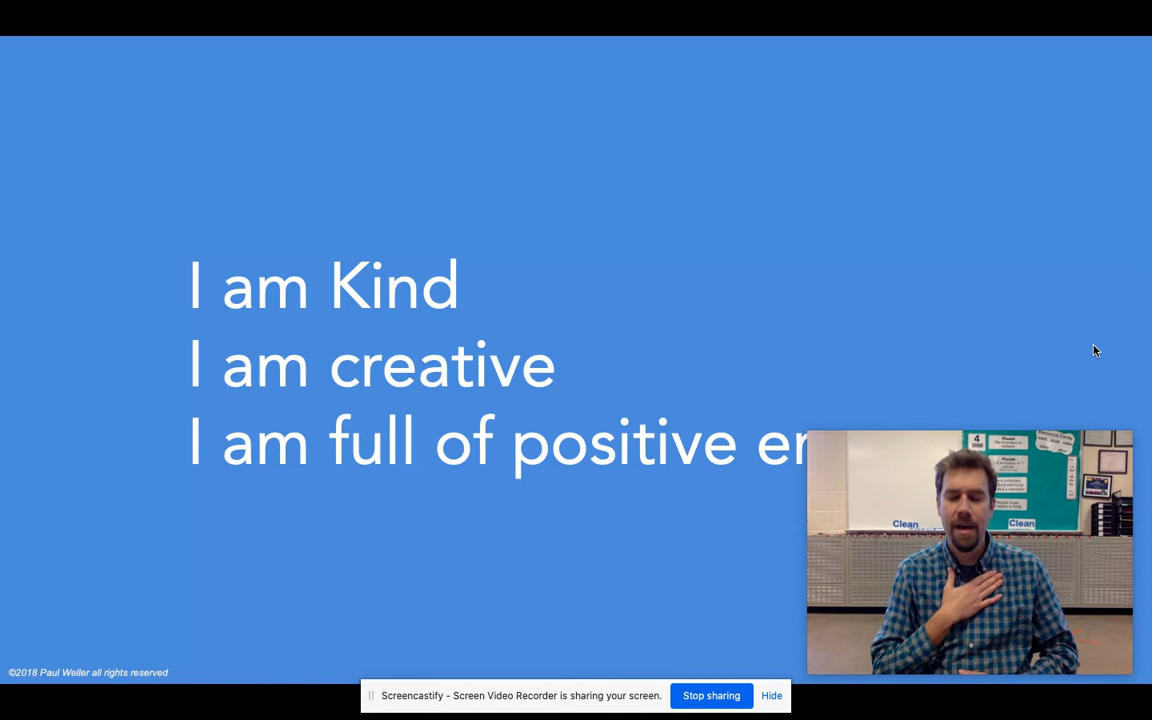 I am Kind
I am creative
I am full of positive
4
Clean
Clean
©2018 Paul Weller all rights reserved
Screencastify - Screen Video Recorder is sharing your screen.
Stop sharing
Hide